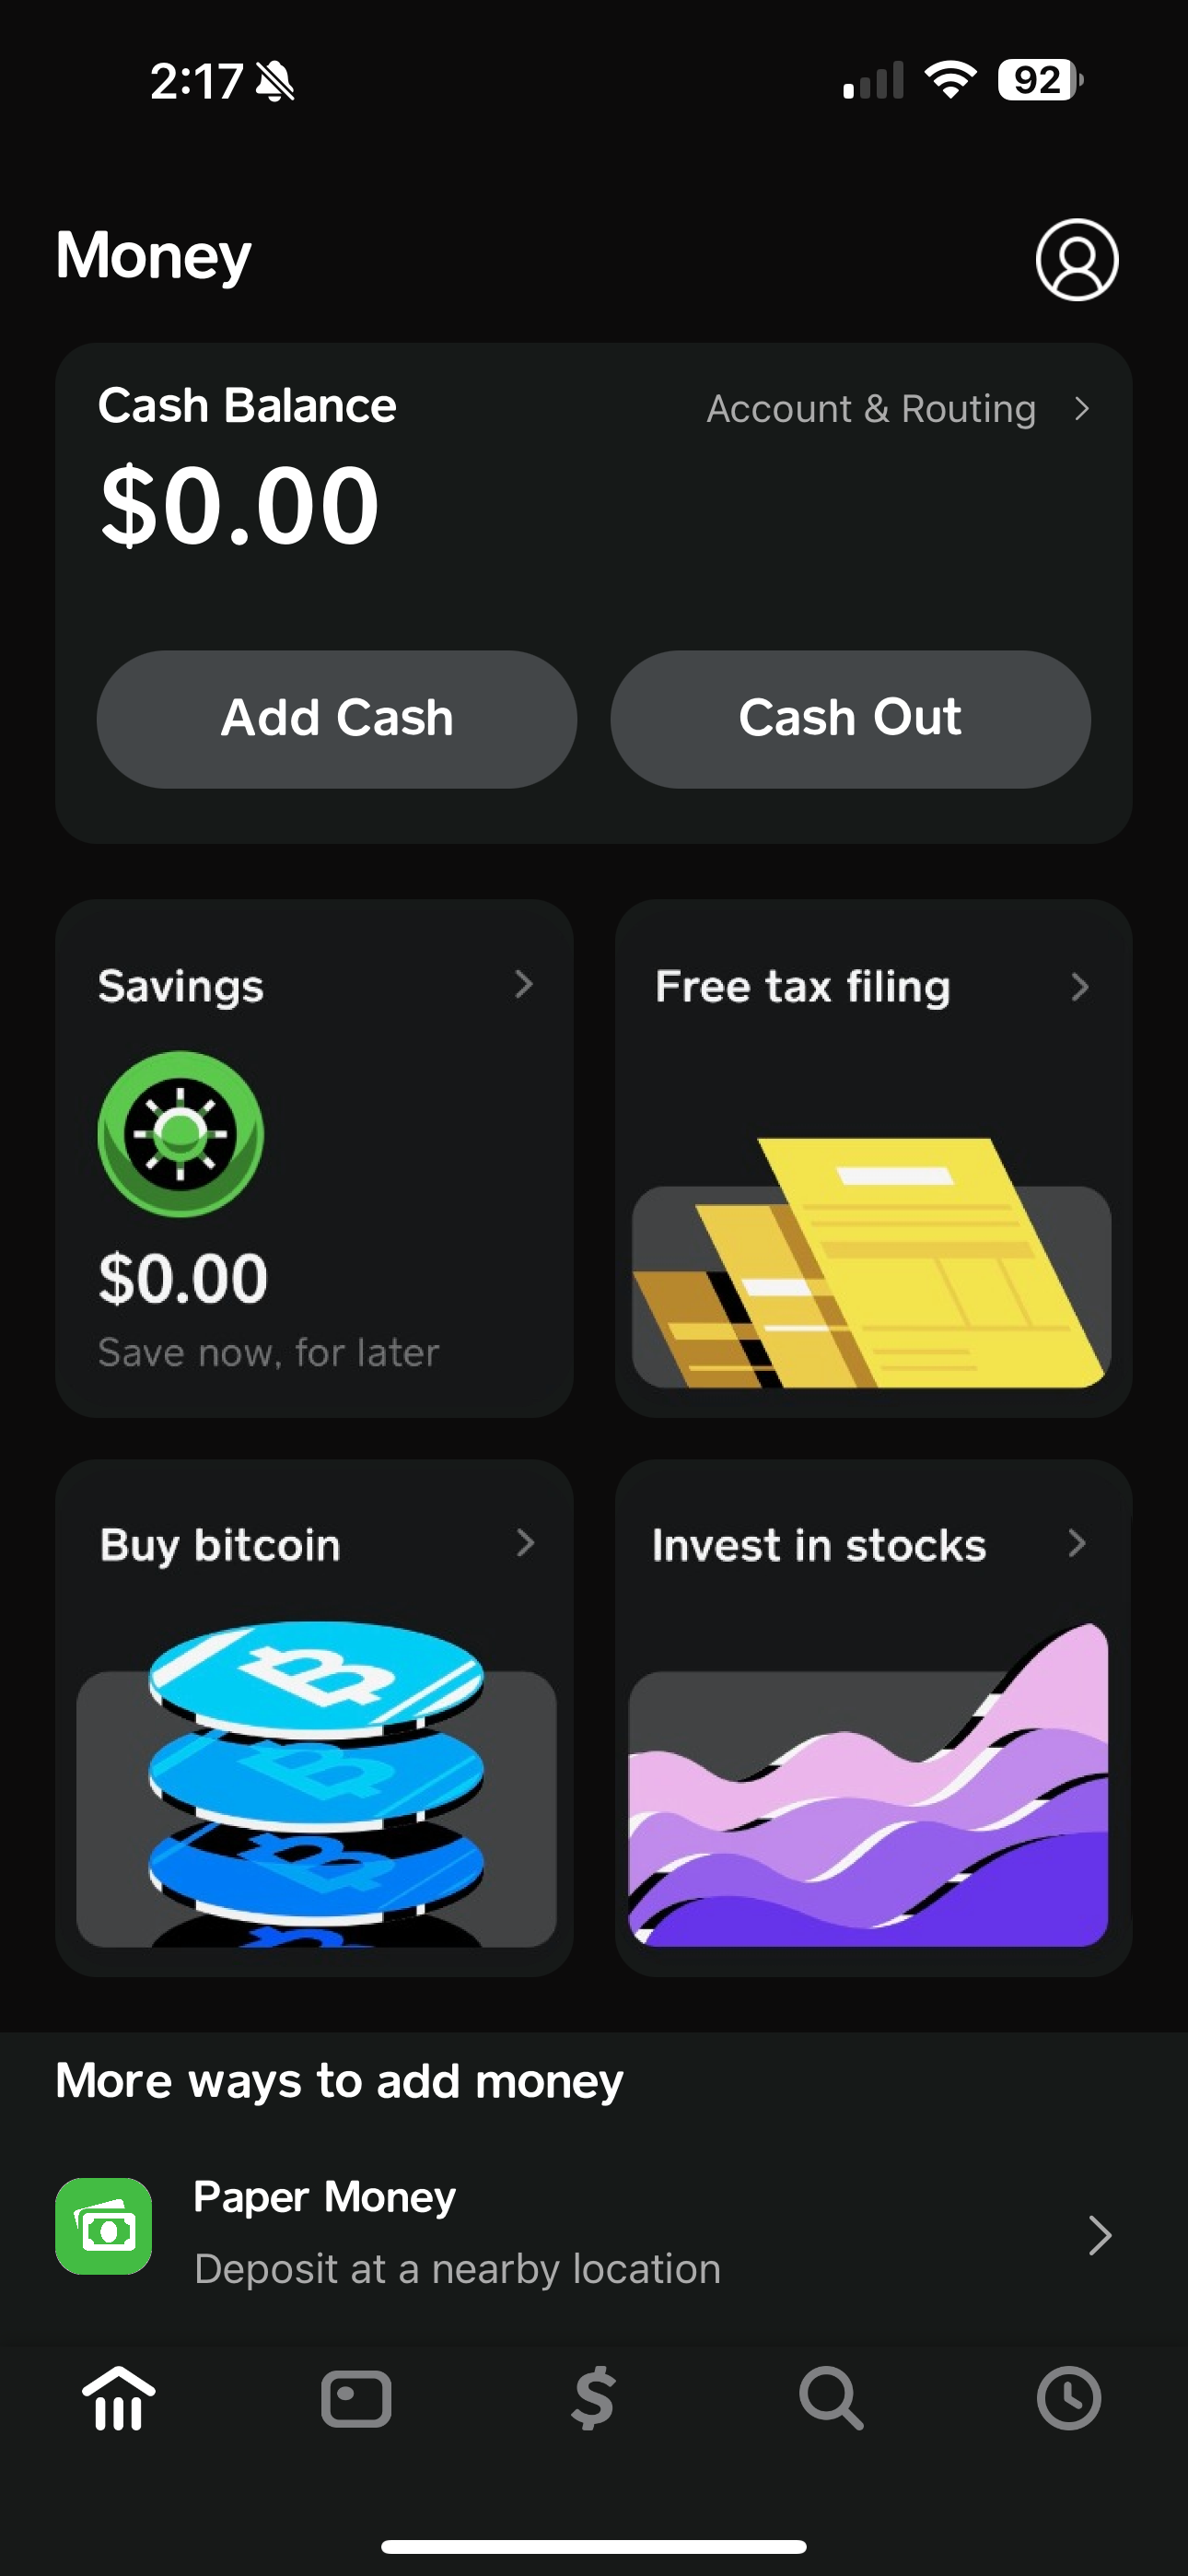 2:17
92
Money
Cash Balance
Account & Routing
$0.00
Add Cash
Cash Out
Savings
Free tax filing
$0.00
Save now, for later
Buy bitcoin
Invest in stocks
More ways to add money
Paper Money
Deposit at a nearby location